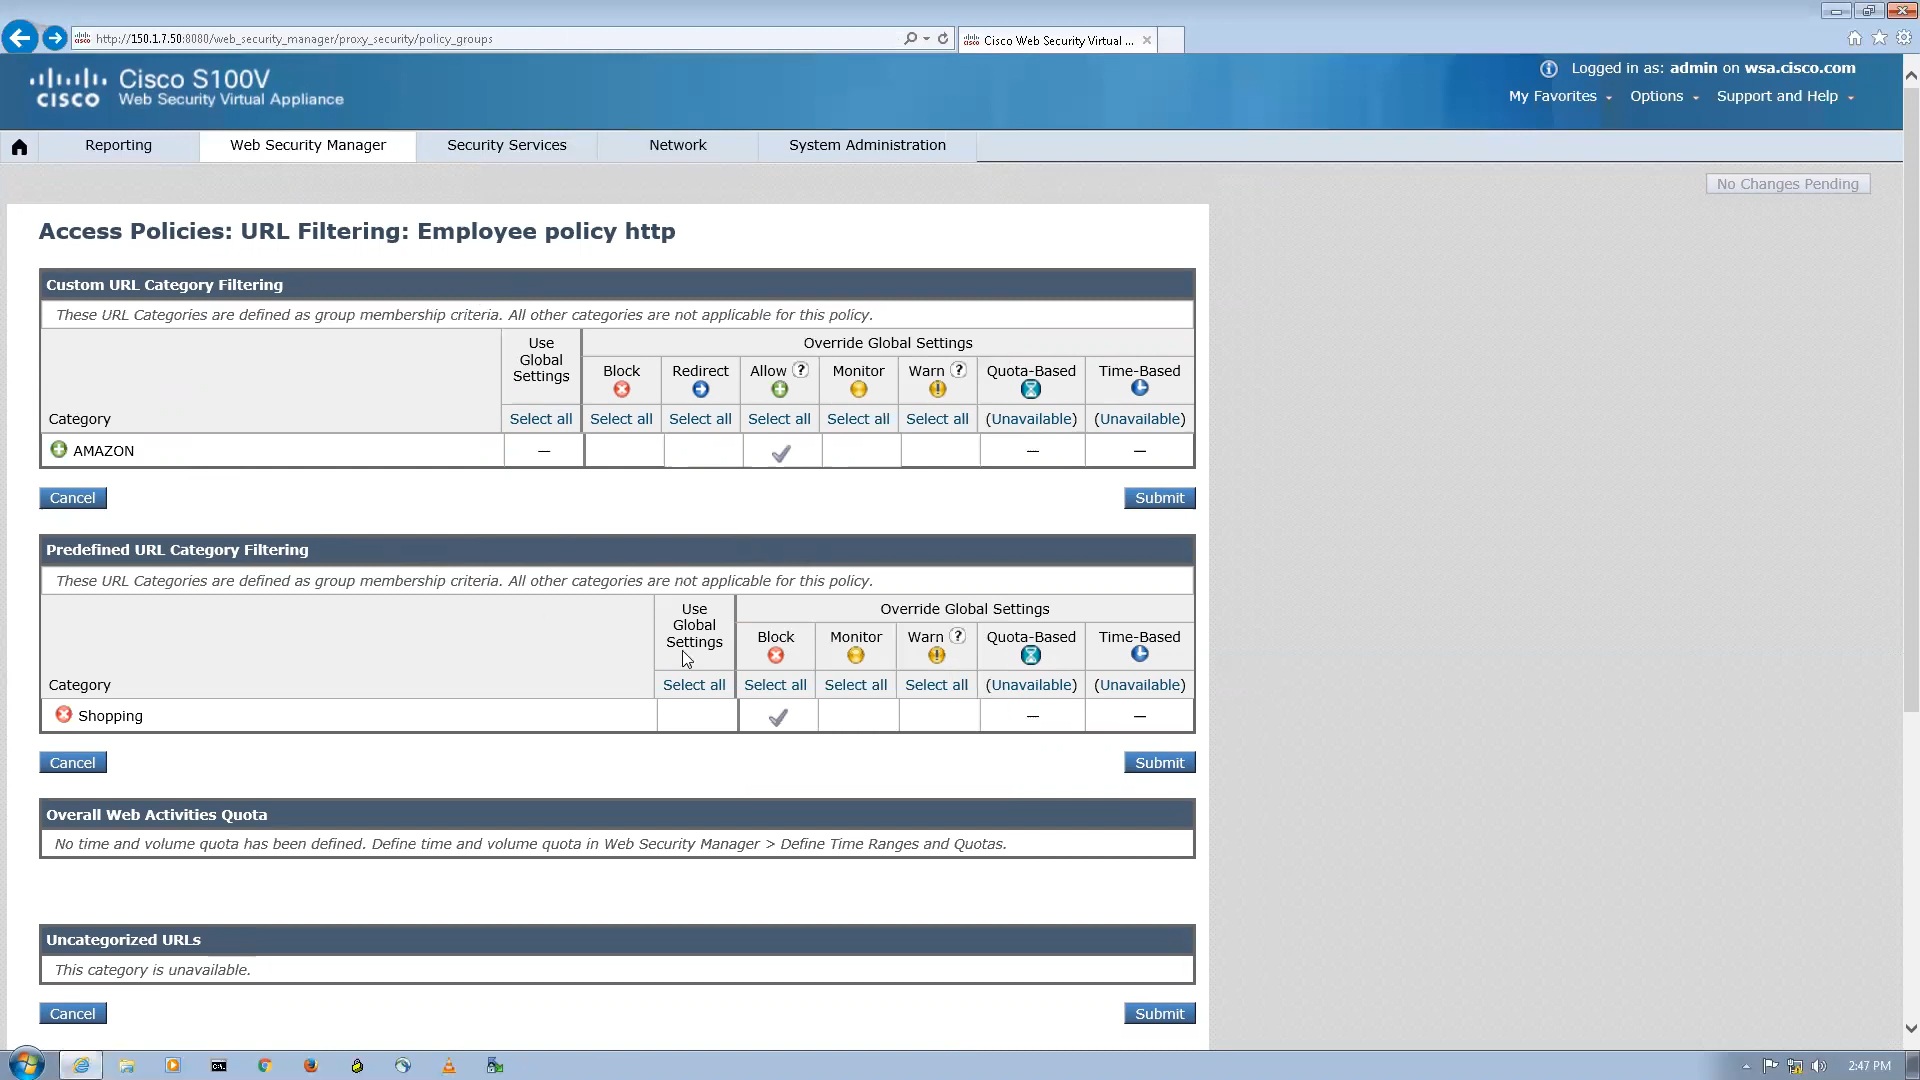 http://150.1.7.50:8080/web_security_manager/proxy_security/policy_groups
Cisco Web Security Virtual ...
CISCO
Cisco S100V
Web Security Virtual Appliance
Logged in as: admin on wsa.cisco.com
My Favorites Options Support and Help
Reporting Web Security Manager Security Services Network System Administration
No Changes Pending
Access Policies: URL Filtering: Employee policy http
Custom URL Category Filtering
These URL Categories are defined as group membership criteria. All other categories are not applicable for this policy.
Use Global Settings
Override Global Settings
Block Redirect Allow ? Monitor Warn ? Quota-Based Time-Based
Category Select all Select all Select all Select all Select all Select all (Unavailable) (Unavailable)
AMAZON — — —
Cancel Submit
Predefined URL Category Filtering
These URL Categories are defined as group membership criteria. All other categories are not applicable for this policy.
Use Global Settings
Override Global Settings
Block Monitor Warn ? Quota-Based Time-Based
Category Select all Select all Select all Select all (Unavailable) (Unavailable)
Shopping — —
Cancel Submit
Overall Web Activities Quota
No time and volume quota has been defined. Define time and volume quota in Web Security Manager > Define Time Ranges and Quotas.
Uncategorized URLs
This category is unavailable.
Cancel Submit
2:47 PM